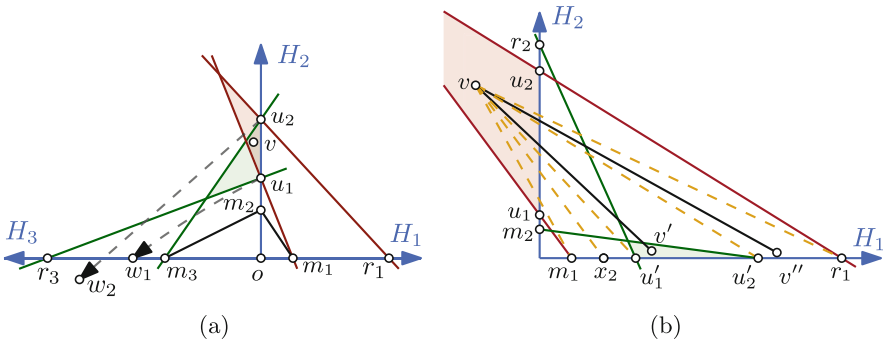 H₂
u₂
v
u₁
m₂
H₃
H₁
r₃
w₁
m₃
o
m₁
r₁
w₂
(a)
H₂
r₂
v
u₂
u₁
m₂
v′
H₁
m₁
x₂
u′₁
u′₂
v′′
r₁
(b)